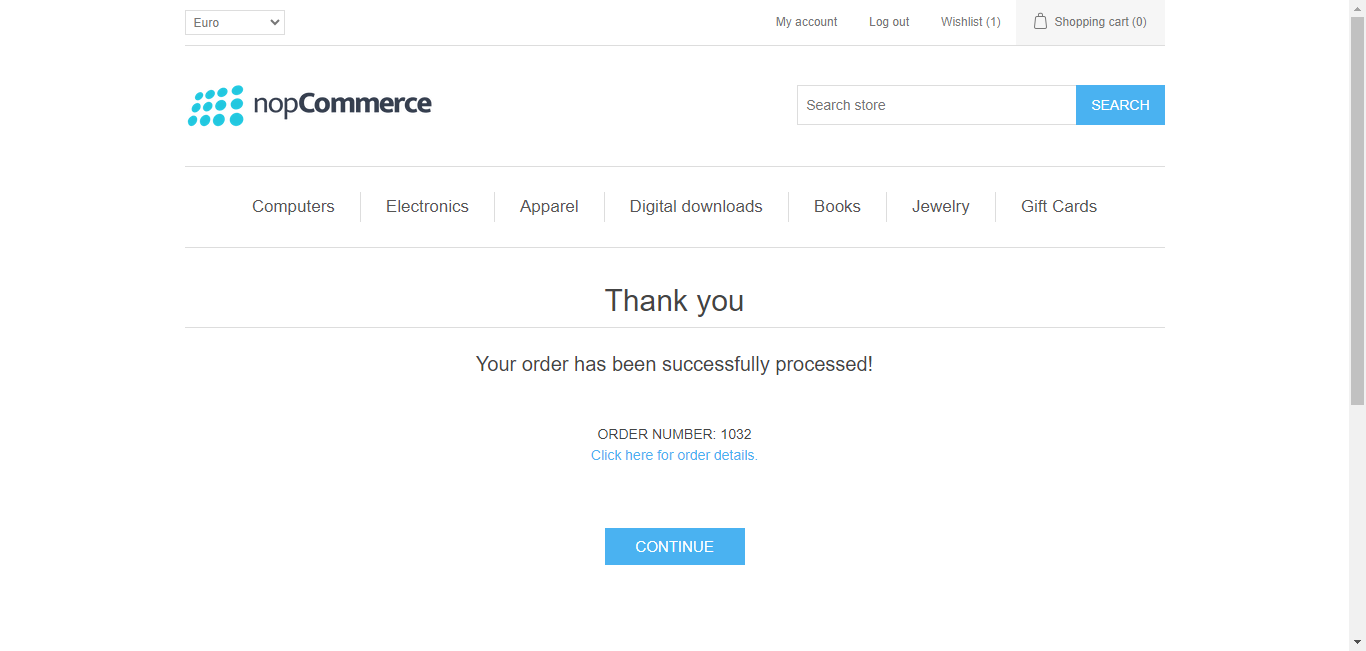 Euro
My account
Log out
Wishlist (1)
Shopping cart (0)
nopCommerce
Search store
SEARCH
Computers
Electronics
Apparel
Digital downloads
Books
Jewelry
Gift Cards
Thank you
Your order has been successfully processed!
ORDER NUMBER: 1032
Click here for order details.
CONTINUE